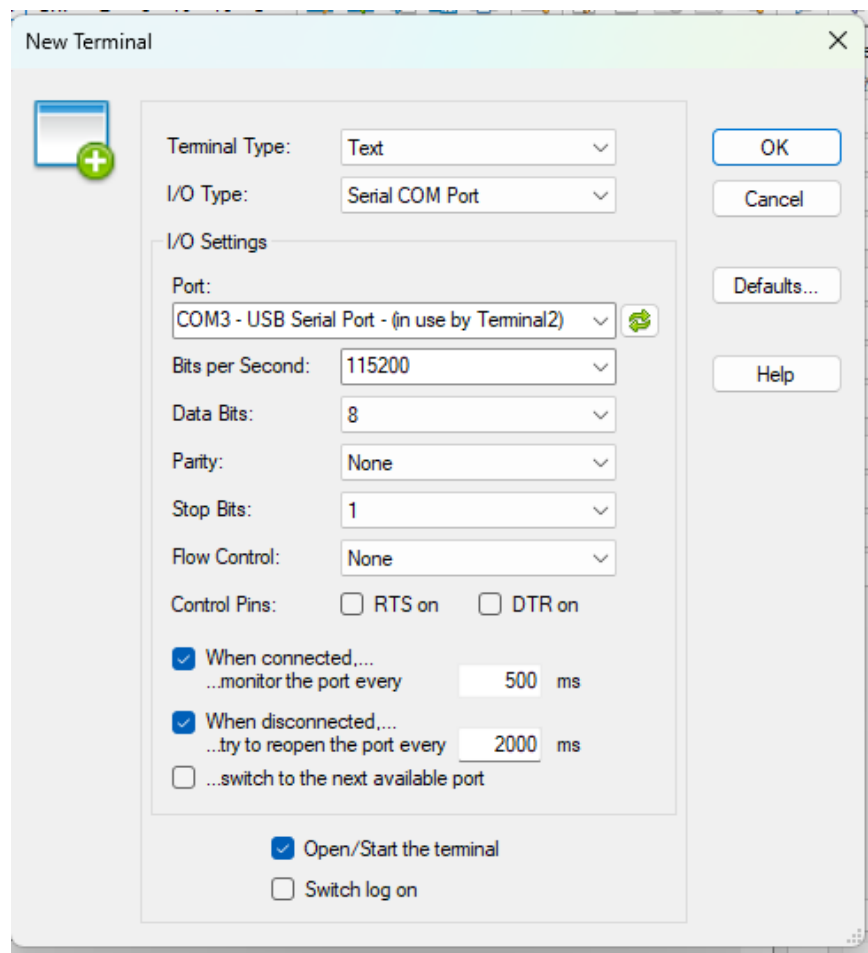 New Terminal
Terminal Type: Text
OK
I/O Type: Serial COM Port
Cancel
I/O Settings
Port:
Defaults...
COM3 - USB Serial Port - (in use by Terminal2)
Bits per Second: 115200
Help
Data Bits: 8
Parity: None
Stop Bits: 1
Flow Control: None
Control Pins: RTS on DTR on
When connected,...
...monitor the port every 500 ms
When disconnected,...
...try to reopen the port every 2000 ms
...switch to the next available port
Open/Start the terminal
Switch log on